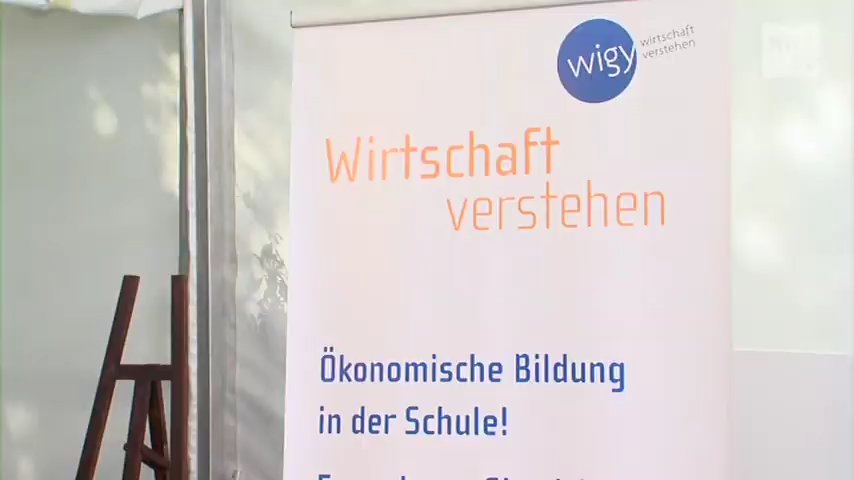 wigy
wirtschaft
verstehen
Wirtschaft
verstehen
Ökonomische Bildung
in der Schule!